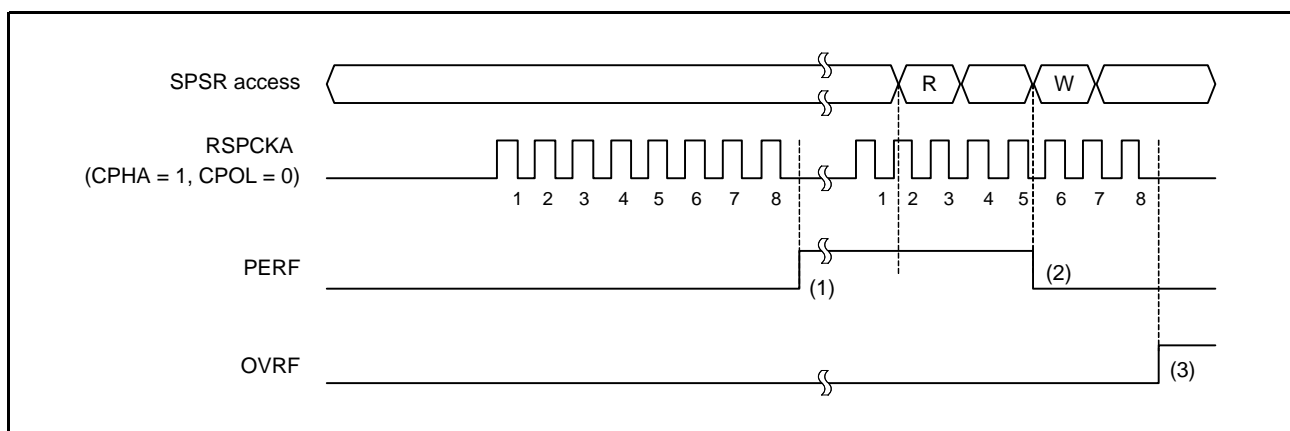 SPSR access
R
W
RSPCKA
(CPHA = 1, CPOL = 0)
1 2 3 4 5 6 7 8 1 2 3 4 5 6 7 8
PERF
(1)
(2)
OVRF
(3)